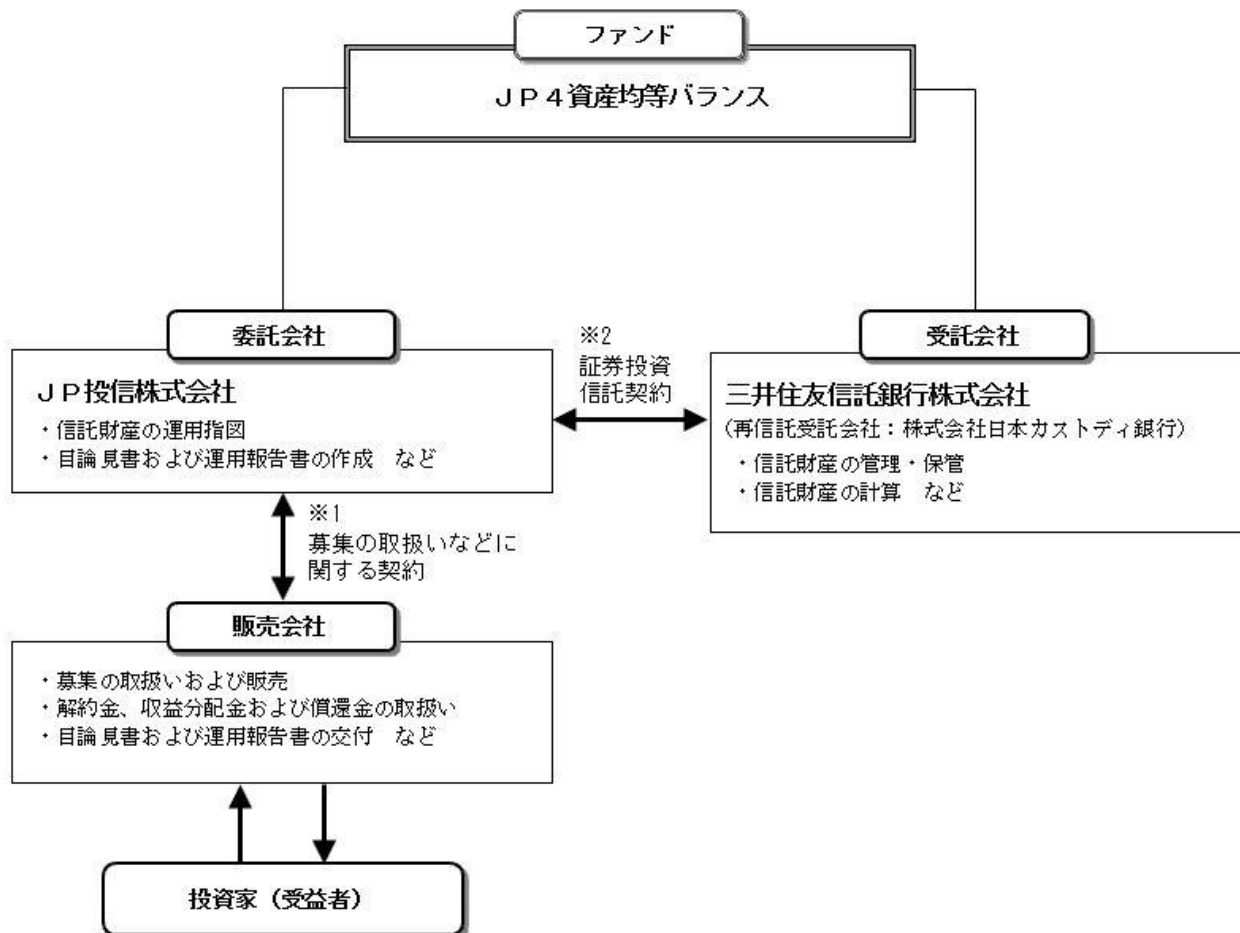 ファンド
ＪＰ４資産均等バランス
委託会社
ＪＰ投信株式会社
・信託財産の運用指図
・目論見書および運用報告書の作成　など
※2
証券投資
信託契約
受託会社
三井住友信託銀行株式会社
(再信託受託会社：株式会社日本カストディ銀行)
・信託財産の管理・保管
・信託財産の計算　など
※1
募集の取扱いなどに
関する契約
販売会社
・募集の取扱いおよび販売
・解約金、収益分配金および償還金の取扱い
・目論見書および運用報告書の交付　など
投資家（受益者）